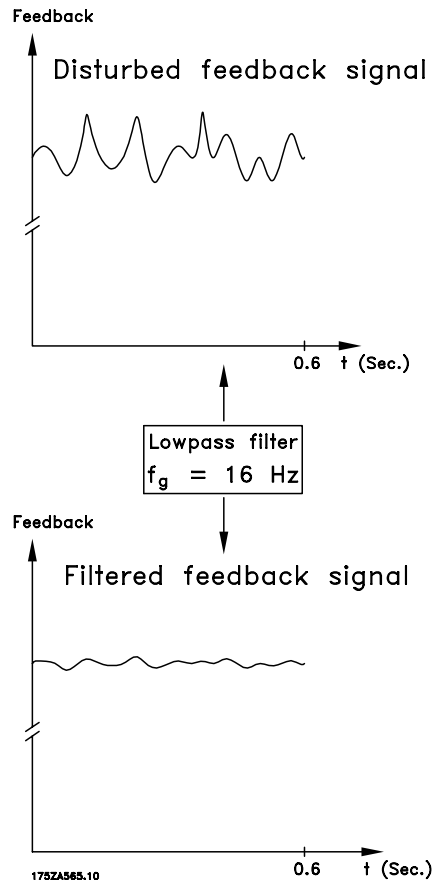 Feedback
Disturbed feedback signal
0.6 t (Sec.)
Lowpass filter
fg = 16 Hz
Feedback
Filtered feedback signal
0.6 t (Sec.)
175ZA565.10